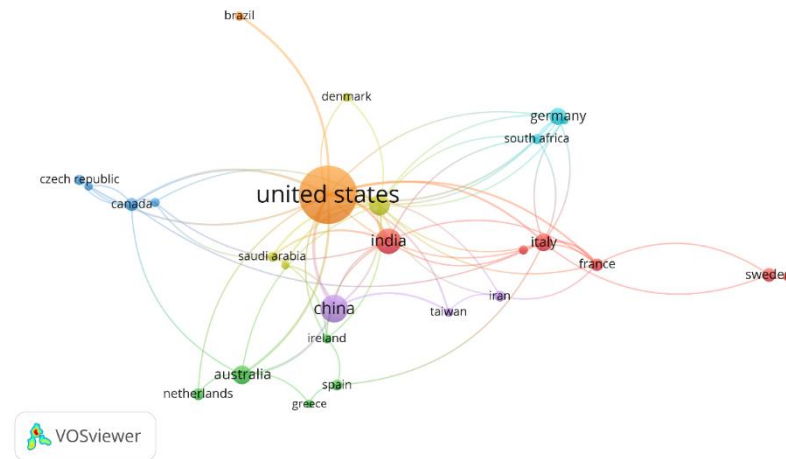 brazil
denmark
germany
south africa
czech republic
canada
united states
india
italy
saudi arabia
france
sweden
iran
china
taiwan
ireland
australia
spain
netherlands
greece
VOSviewer